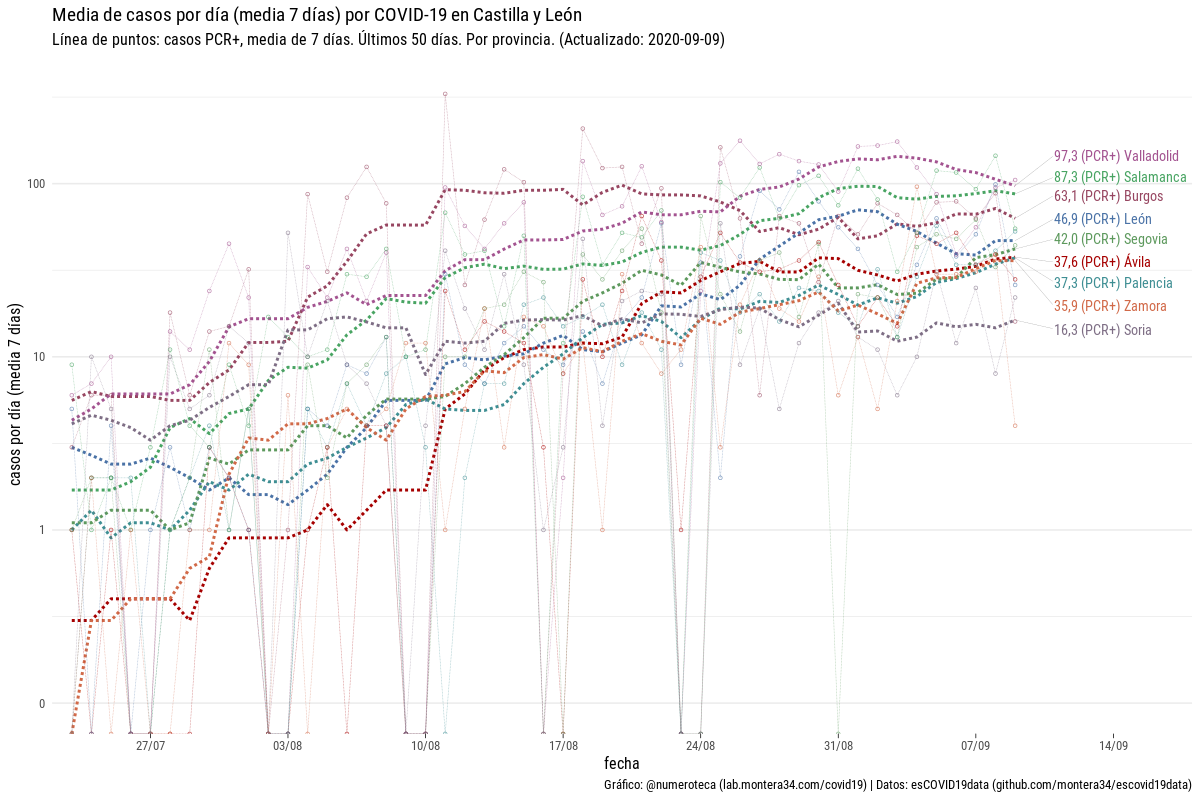 Media de casos por día (media 7 días) por COVID-19 en Castilla y León
Línea de puntos: casos PCR+, media de 7 días. Últimos 50 días. Por provincia. (Actualizado: 2020-09-09)
casos por día (media 7 días)
100
10
1
0
97,3 (PCR+) Valladolid
87,3 (PCR+) Salamanca
63,1 (PCR+) Burgos
46,9 (PCR+) León
42,0 (PCR+) Segovia
37,6 (PCR+) Ávila
37,3 (PCR+) Palencia
35,9 (PCR+) Zamora
16,3 (PCR+) Soria
27/07 03/08 10/08 17/08 24/08 31/08 07/09 14/09
fecha
Gráfico: @numeroteca (lab.montera34.com/covid19) | Datos: esCOVID19data (github.com/montera34/escovid19data)